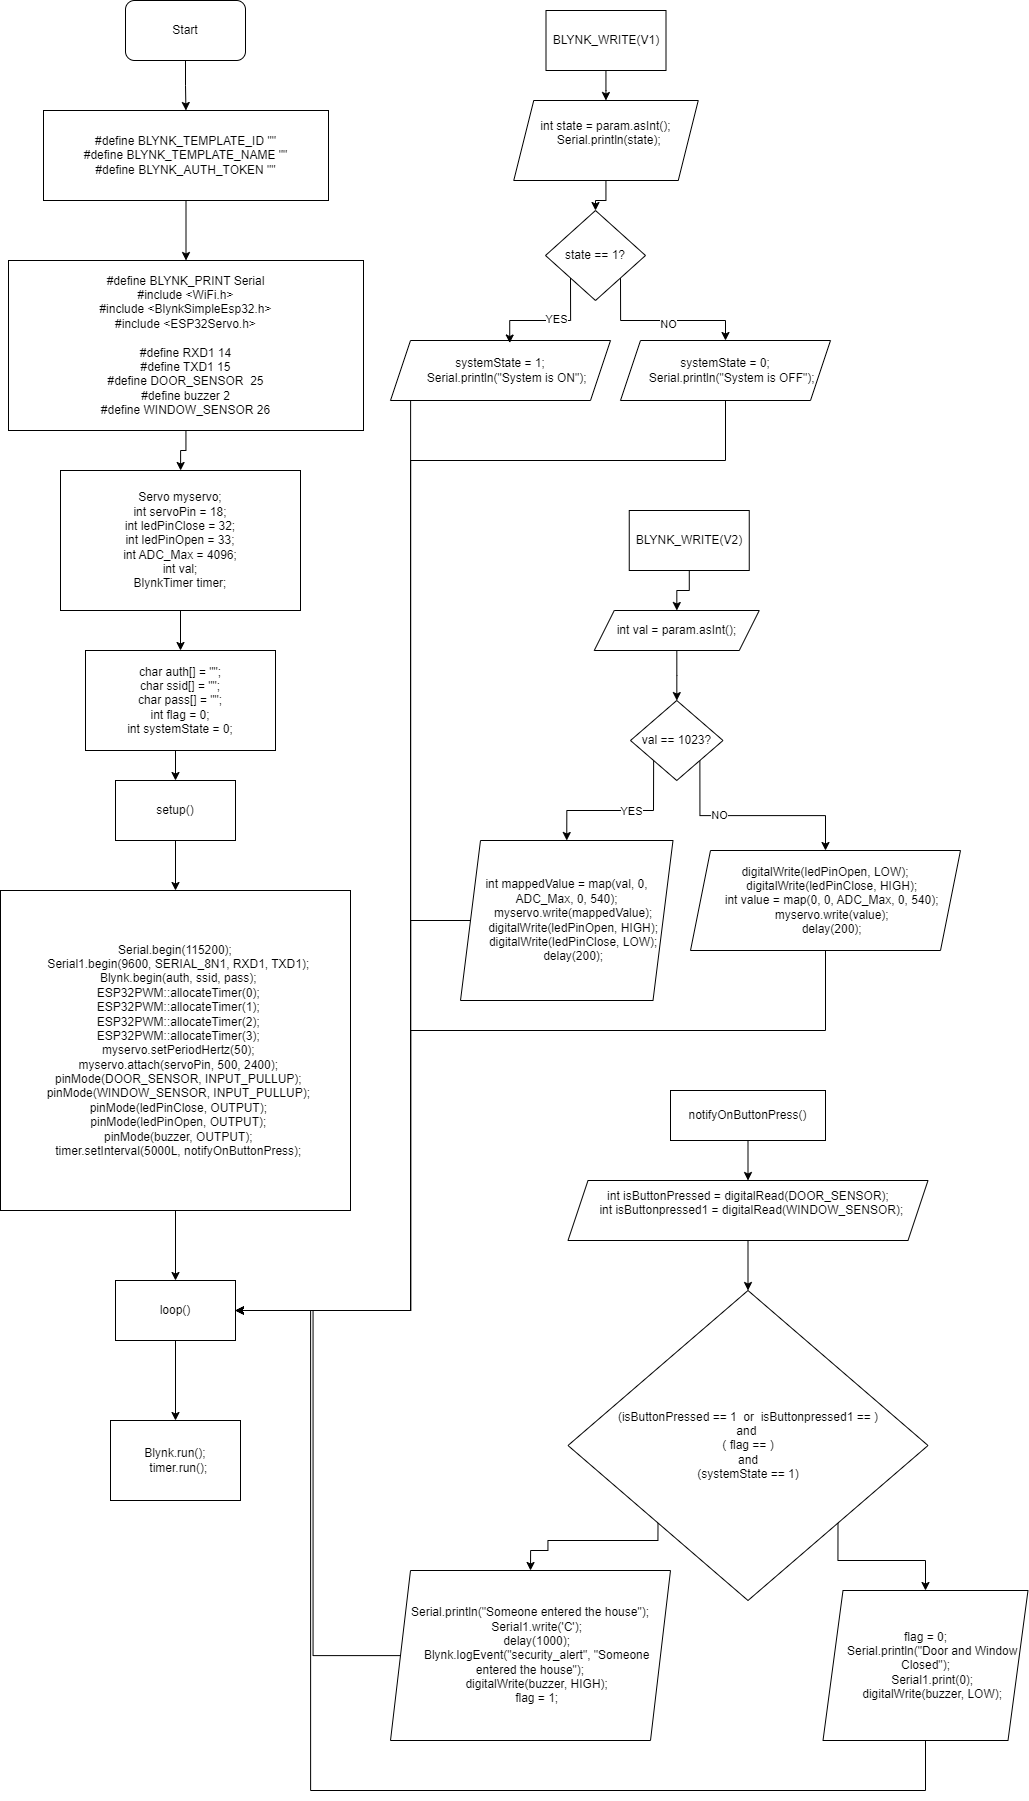 Start
#define BLYNK_TEMPLATE_ID ""
#define BLYNK_TEMPLATE_NAME ""
#define BLYNK_AUTH_TOKEN ""
#define BLYNK_PRINT Serial
#include <WiFi.h>
#include <BlynkSimpleEsp32.h>
#include <ESP32Servo.h>
#define RXD1 14
#define TXD1 15
#define DOOR_SENSOR  25
#define buzzer 2
#define WINDOW_SENSOR 26
Servo myservo;
int servoPin = 18;
int ledPinClose = 32;
int ledPinOpen = 33;
int ADC_Max = 4096;
int val;
BlynkTimer timer;
char auth[] = "";
char ssid[] = "";
char pass[] = "";
int flag = 0;
int systemState = 0;
setup()
Serial.begin(115200);
Serial1.begin(9600, SERIAL_8N1, RXD1, TXD1);
Blynk.begin(auth, ssid, pass);
ESP32PWM::allocateTimer(0);
ESP32PWM::allocateTimer(1);
ESP32PWM::allocateTimer(2);
ESP32PWM::allocateTimer(3);
myservo.setPeriodHertz(50);
myservo.attach(servoPin, 500, 2400);
pinMode(DOOR_SENSOR, INPUT_PULLUP);
pinMode(WINDOW_SENSOR, INPUT_PULLUP);
pinMode(ledPinClose, OUTPUT);
pinMode(ledPinOpen, OUTPUT);
pinMode(buzzer, OUTPUT);
timer.setInterval(5000L, notifyOnButtonPress);
loop()
Blynk.run();
timer.run();
BLYNK_WRITE(V1)
int state = param.asInt();
Serial.println(state);
state == 1?
YES
NO
systemState = 1;
Serial.println("System is ON");
systemState = 0;
Serial.println("System is OFF");
BLYNK_WRITE(V2)
int val = param.asInt();
val == 1023?
YES
NO
int mappedValue = map(val, 0,
ADC_Max, 0, 540);
myservo.write(mappedValue);
digitalWrite(ledPinOpen, HIGH);
digitalWrite(ledPinClose, LOW);
delay(200);
digitalWrite(ledPinOpen, LOW);
digitalWrite(ledPinClose, HIGH);
int value = map(0, 0, ADC_Max, 0, 540);
myservo.write(value);
delay(200);
notifyOnButtonPress()
int isButtonPressed = digitalRead(DOOR_SENSOR);
int isButtonpressed1 = digitalRead(WINDOW_SENSOR);
(isButtonPressed == 1  or  isButtonpressed1 == )
and
( flag == )
and
(systemState == 1)
Serial.println("Someone entered the house");
Serial1.write('C');
delay(1000);
Blynk.logEvent("security_alert", "Someone
entered the house");
digitalWrite(buzzer, HIGH);
flag = 1;
flag = 0;
Serial.println("Door and Window
Closed");
Serial1.print(0);
digitalWrite(buzzer, LOW);